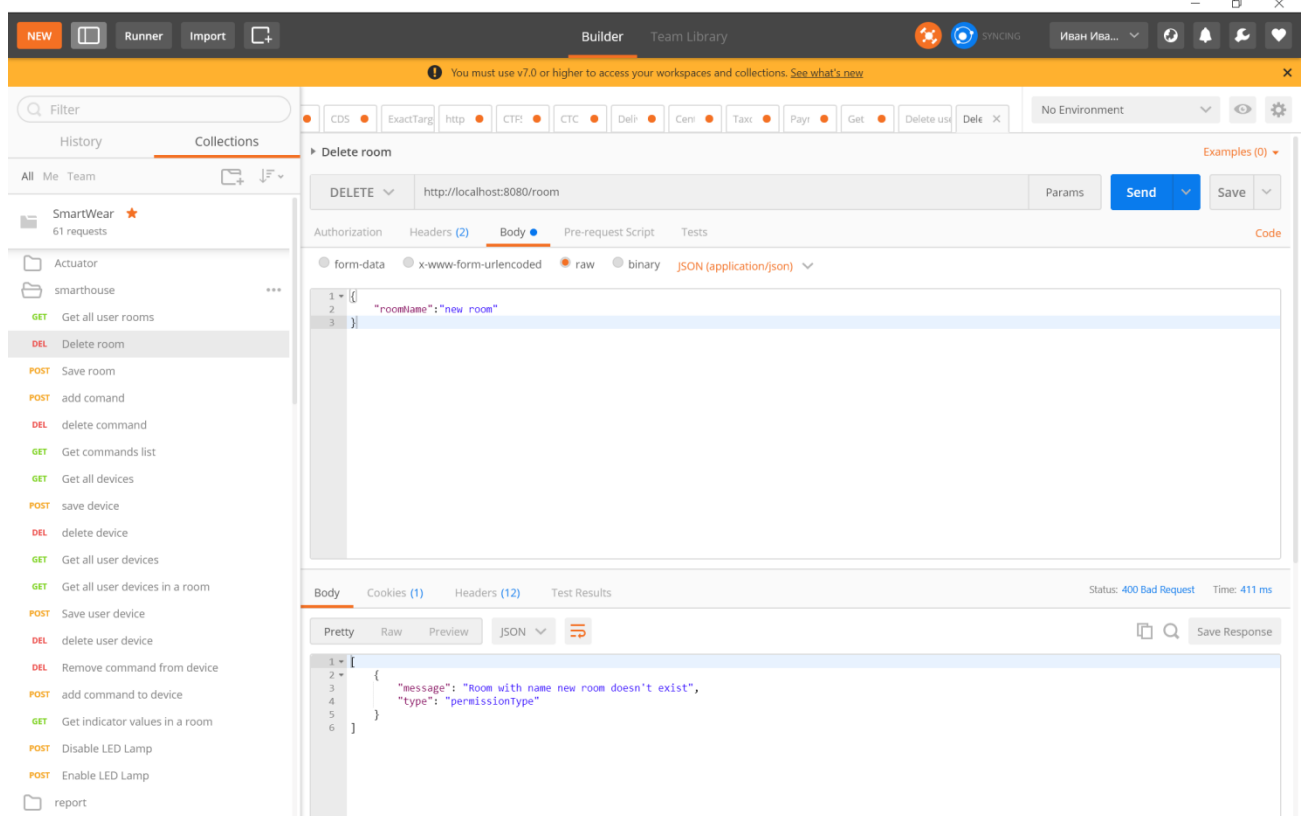 NEW Runner Import Builder Team Library SYNCING Иван Ива...
You must use v7.0 or higher to access your workspaces and collections. See what's new
Filter
History Collections
All Me Team
SmartWear
61 requests
Actuator
smarthouse
GET Get all user rooms
DEL Delete room
POST Save room
POST add comand
DEL delete command
GET Get commands list
GET Get all devices
POST save device
DEL delete device
GET Get all user devices
GET Get all user devices in a room
POST Save user device
DEL delete user device
DEL Remove command from device
POST add command to device
GET Get indicator values in a room
POST Disable LED Lamp
POST Enable LED Lamp
report
CDS ExactTarg http CTF: CTC Deli Cent Tax Payr Get Delete use Dele No Environment
Delete room Examples (0)
DELETE http://localhost:8080/room Params Send Save
Authorization Headers (2) Body Pre-request Script Tests Code
form-data x-www-form-urlencoded raw binary JSON (application/json)
1 {
2 "roomName":"new room"
3 }
Body Cookies (1) Headers (12) Test Results Status: 400 Bad Request Time: 411 ms
Pretty Raw Preview JSON Save Response
1 [
2 {
3 "message": "Room with name new room doesn't exist",
4 "type": "permissionType"
5 }
6 ]